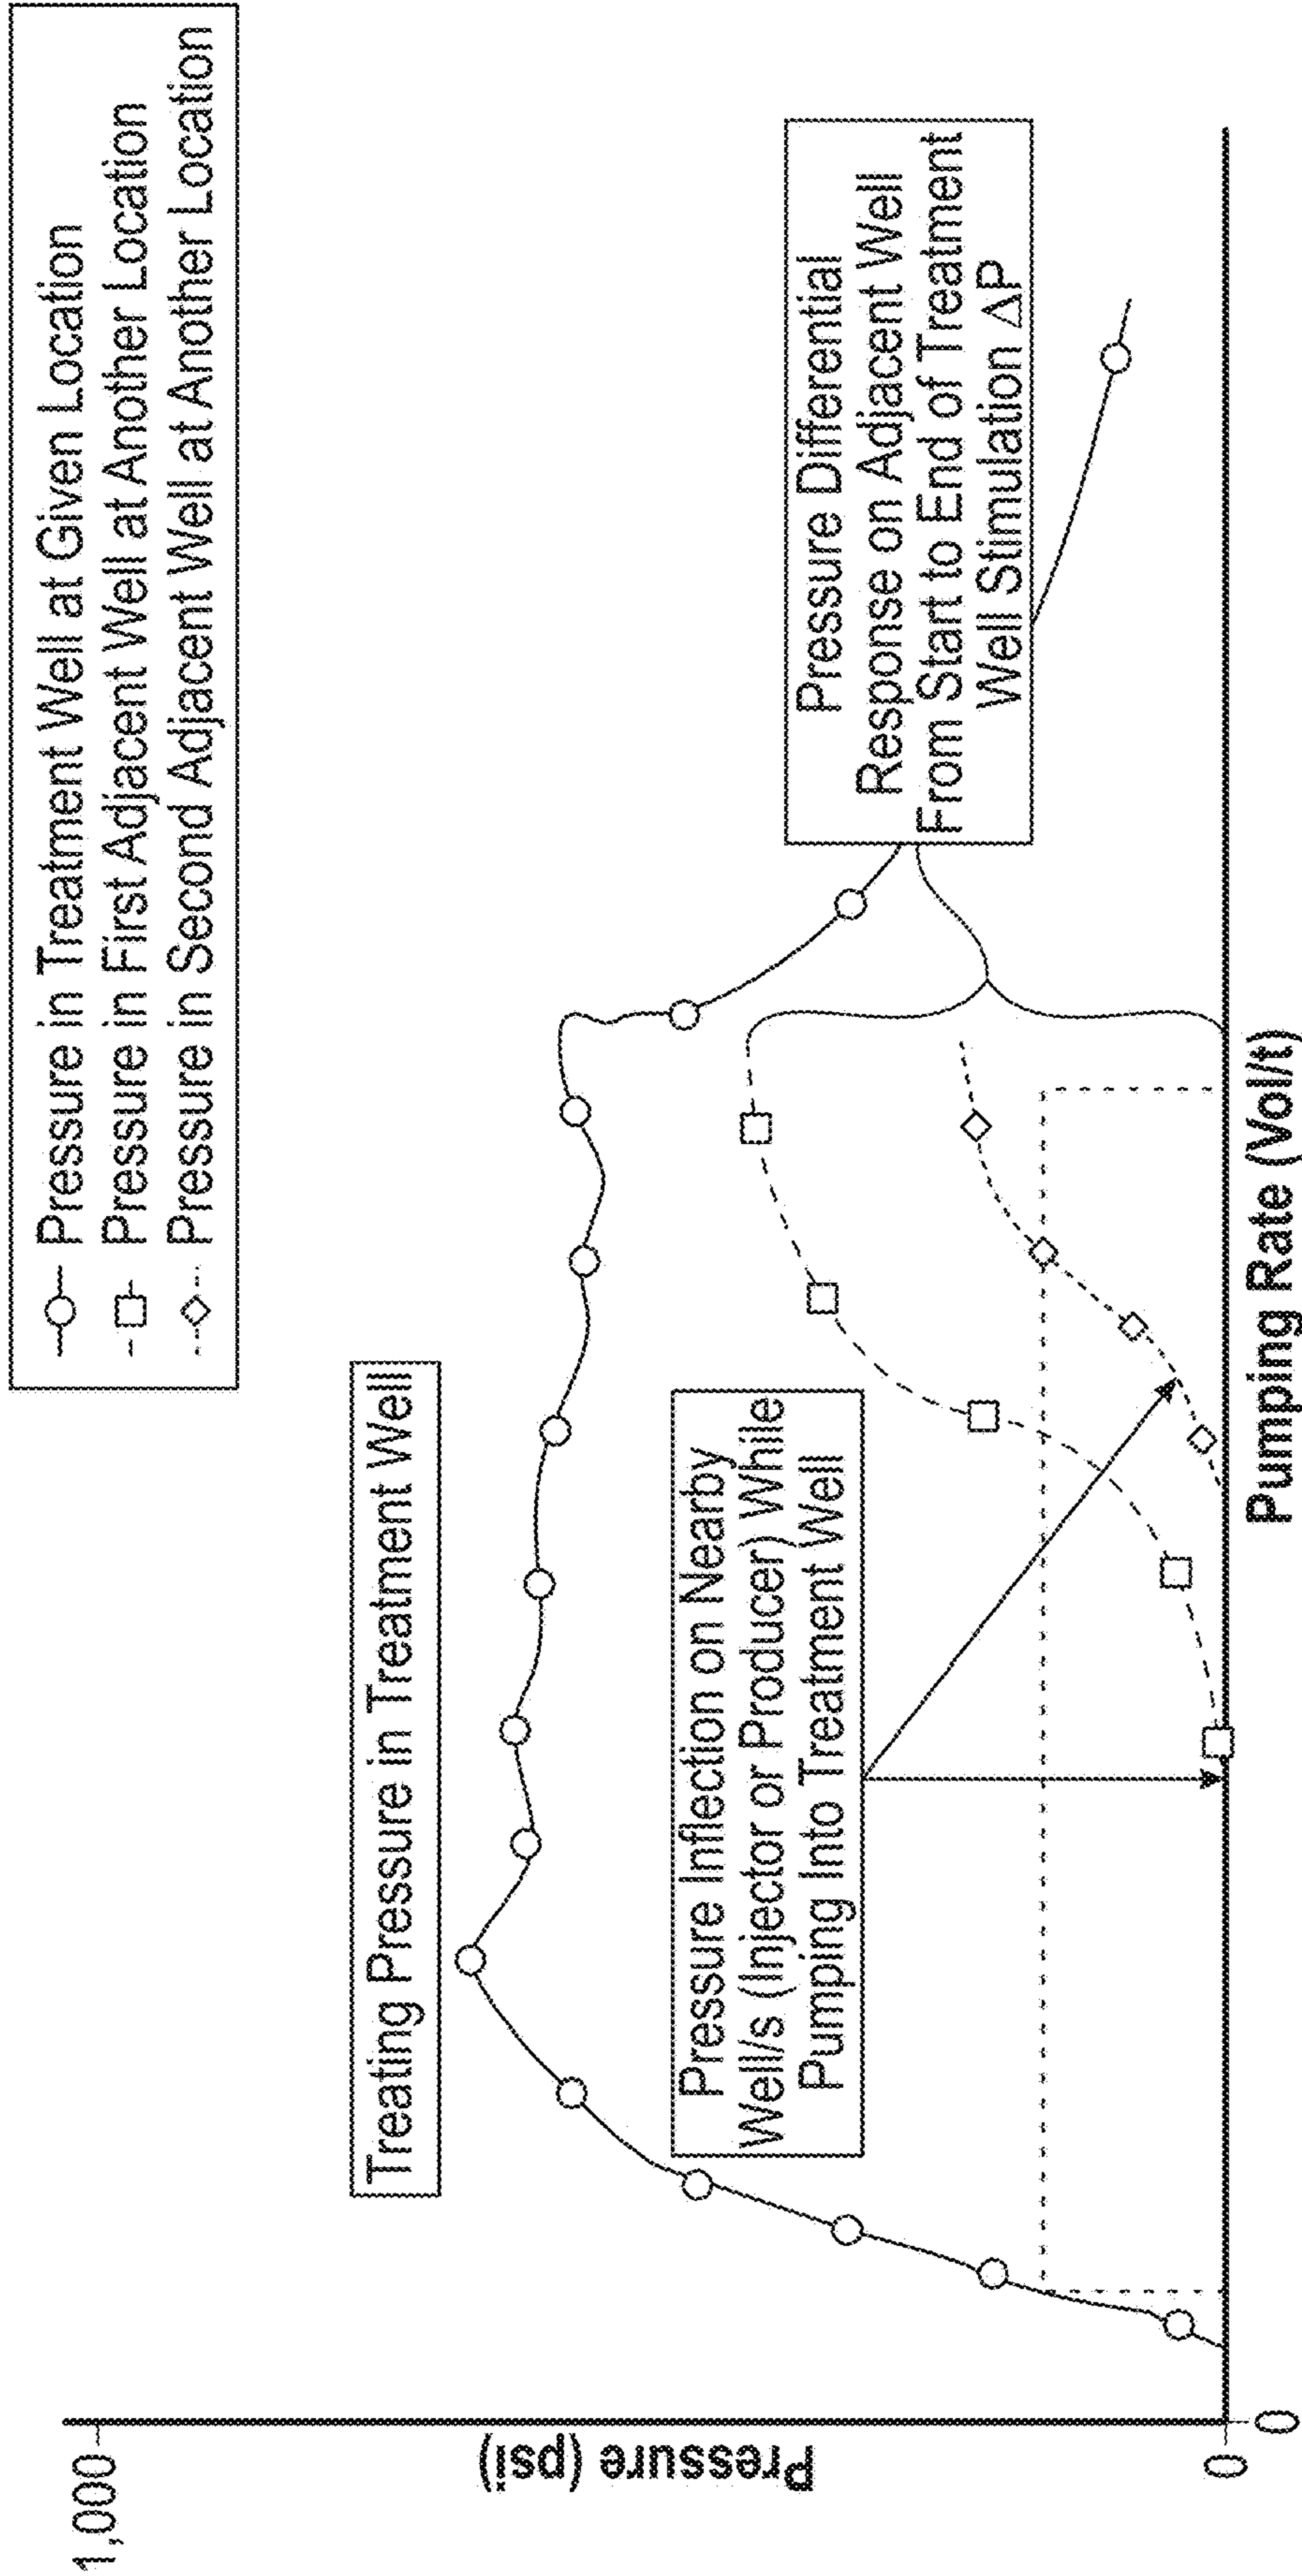 Pressure in Treatment Well at Given Location
Pressure in First Adjacent Well at Another Location
Pressure in Second Adjacent Well at Another Location
1,000
Pressure (psi)
0
0
Pumping Rate (Vol/t)
Treating Pressure in Treatment Well
Pressure Inflection on Nearby
Well/s (Injector or Producer) While
Pumping Into Treatment Well
Pressure Differential
Response on Adjacent Well
From Start to End of Treatment
Well Stimulation △P